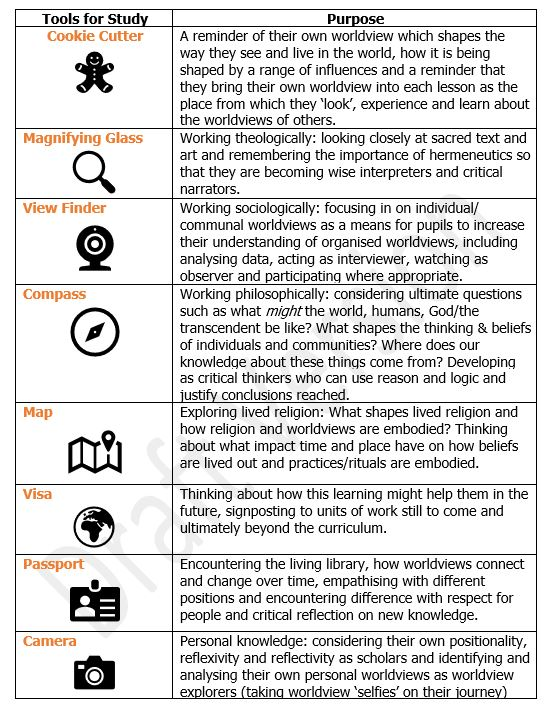 Tools for Study
Purpose
Cookie Cutter
A reminder of their own worldview which shapes the
way they see and live in the world, how it is being
shaped by a range of influences and a reminder that
they bring their own worldview into each lesson as the
place from which they ‘look’, experience and learn about
the worldviews of others.
Magnifying Glass
Working theologically: looking closely at sacred text and
art and remembering the importance of hermeneutics so
that they are becoming wise interpreters and critical
narrators.
View Finder
Working sociologically: focusing in on individual/
communal worldviews as a means for pupils to increase
their understanding of organised worldviews, including
analysing data, acting as interviewer, watching as
observer and participating where appropriate.
Compass
Working philosophically: considering ultimate questions
such as what might the world, humans, God/the
transcendent be like? What shapes the thinking & beliefs
of individuals and communities? Where does our
knowledge about these things come from? Developing
as critical thinkers who can use reason and logic and
justify conclusions reached.
Map
Exploring lived religion: What shapes lived religion and
how religion and worldviews are embodied? Thinking
about what impact time and place have on how beliefs
are lived out and practices/rituals are embodied.
Visa
Thinking about how this learning might help them in the
future, signposting to units of work still to come and
ultimately beyond the curriculum.
Passport
Encountering the living library, how worldviews connect
and change over time, empathising with different
positions and encountering difference with respect for
people and critical reflection on new knowledge.
Camera
Personal knowledge: considering their own positionality,
reflexivity and reflectivity as scholars and identifying and
analysing their own personal worldviews as worldview
explorers (taking worldview ‘selfies’ on their journey)
Draft version